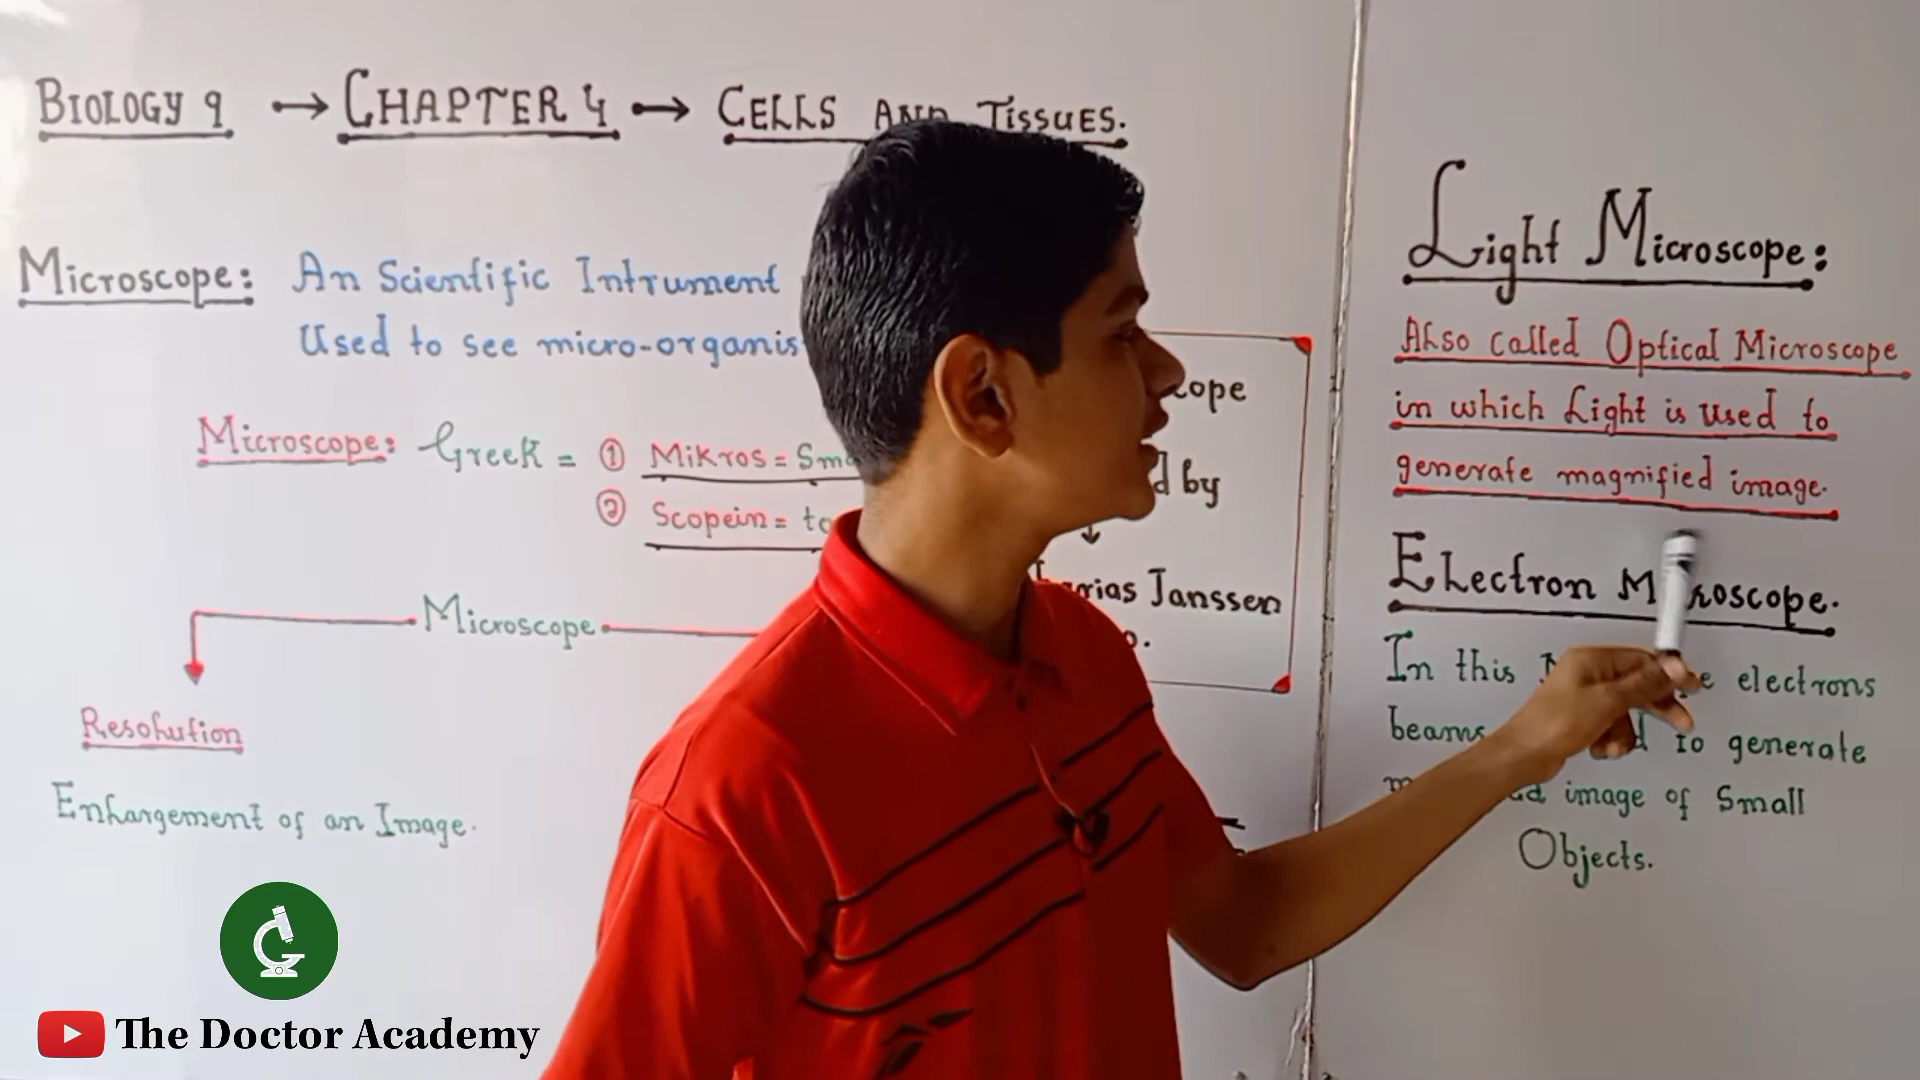 BIOLOGY 9 → CHAPTER 4 → CELLS AND TISSUES.
Microscope: An Scientific Intrument
Used to see micro-organis
Microscope: Greek = ① Mikros = Sma
② Scopein = to
Microscope
Resolution
Enlargement of an Image.
cope
d by
arias Janssen
Light Microscope:
Also called Optical Microscope
in which Light is used to
generate magnified image.
Electron M roscope.
In this electrons
beams to generate
image of Small
Objects.
The Doctor Academy